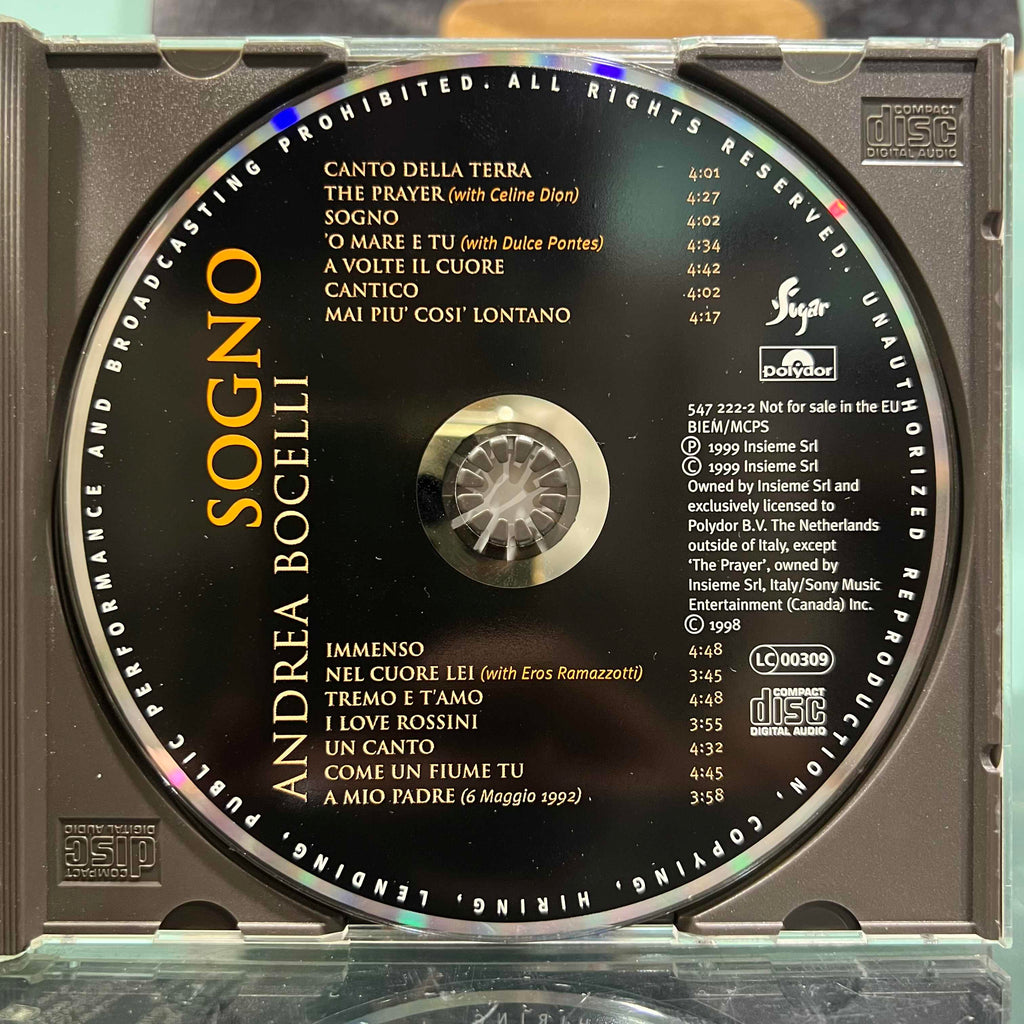 PERFORMANCE AND BROADCASTING PROHIBITED. ALL RIGHTS RESERVED. UNAUTHORIZED REPRODUCTION, COPYING, HIRING, LENDING, PUBLIC
COMPACT
disc
DIGITAL AUDIO
CANTO DELLA TERRA 4:01
THE PRAYER (with Celine Dion) 4:27
SOGNO 4:02
'O MARE E TU (with Dulce Pontes) 4:34
A VOLTE IL CUORE 4:42
CANTICO 4:02
MAI PIU' COSI' LONTANO 4:17
SOGNO
ANDREA BOCELLI
Sugar
polydor
547 222-2 Not for sale in the EU
BIEM/MCPS
℗ 1999 Insieme Srl
© 1999 Insieme Srl
Owned by Insieme Srl and
exclusively licensed to
Polydor B.V. The Netherlands
outside of Italy, except
‘The Prayer’, owned by
Insieme Srl, Italy/Sony Music
Entertainment (Canada) Inc.
© 1998
IMMENSO 4:48
NEL CUORE LEI (with Eros Ramazzotti) 3:45
TREMO E T'AMO 4:48
I LOVE ROSSINI 3:55
UN CANTO 4:32
COME UN FIUME TU 4:45
A MIO PADRE (6 Maggio 1992) 3:58
LC 00309
COMPACT
disc
DIGITAL AUDIO
COMPACT
disc
DIGITAL AUDIO